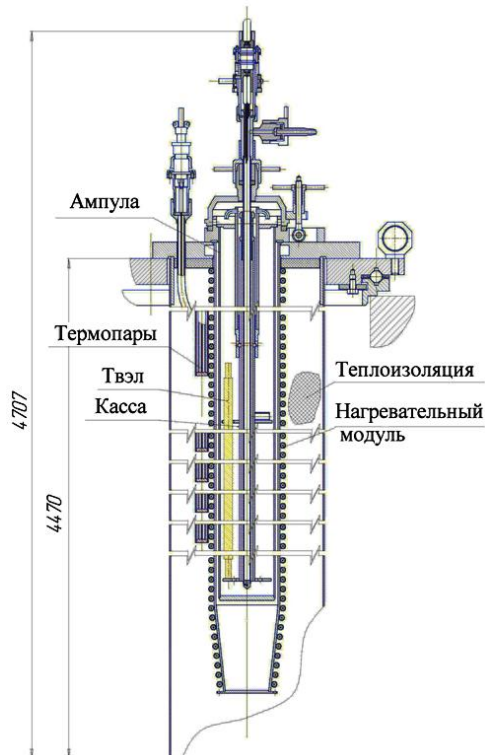 Ампула
Термопары
Твэл
Касса
Теплоизоляция
Нагревательный
модуль
4707
4470